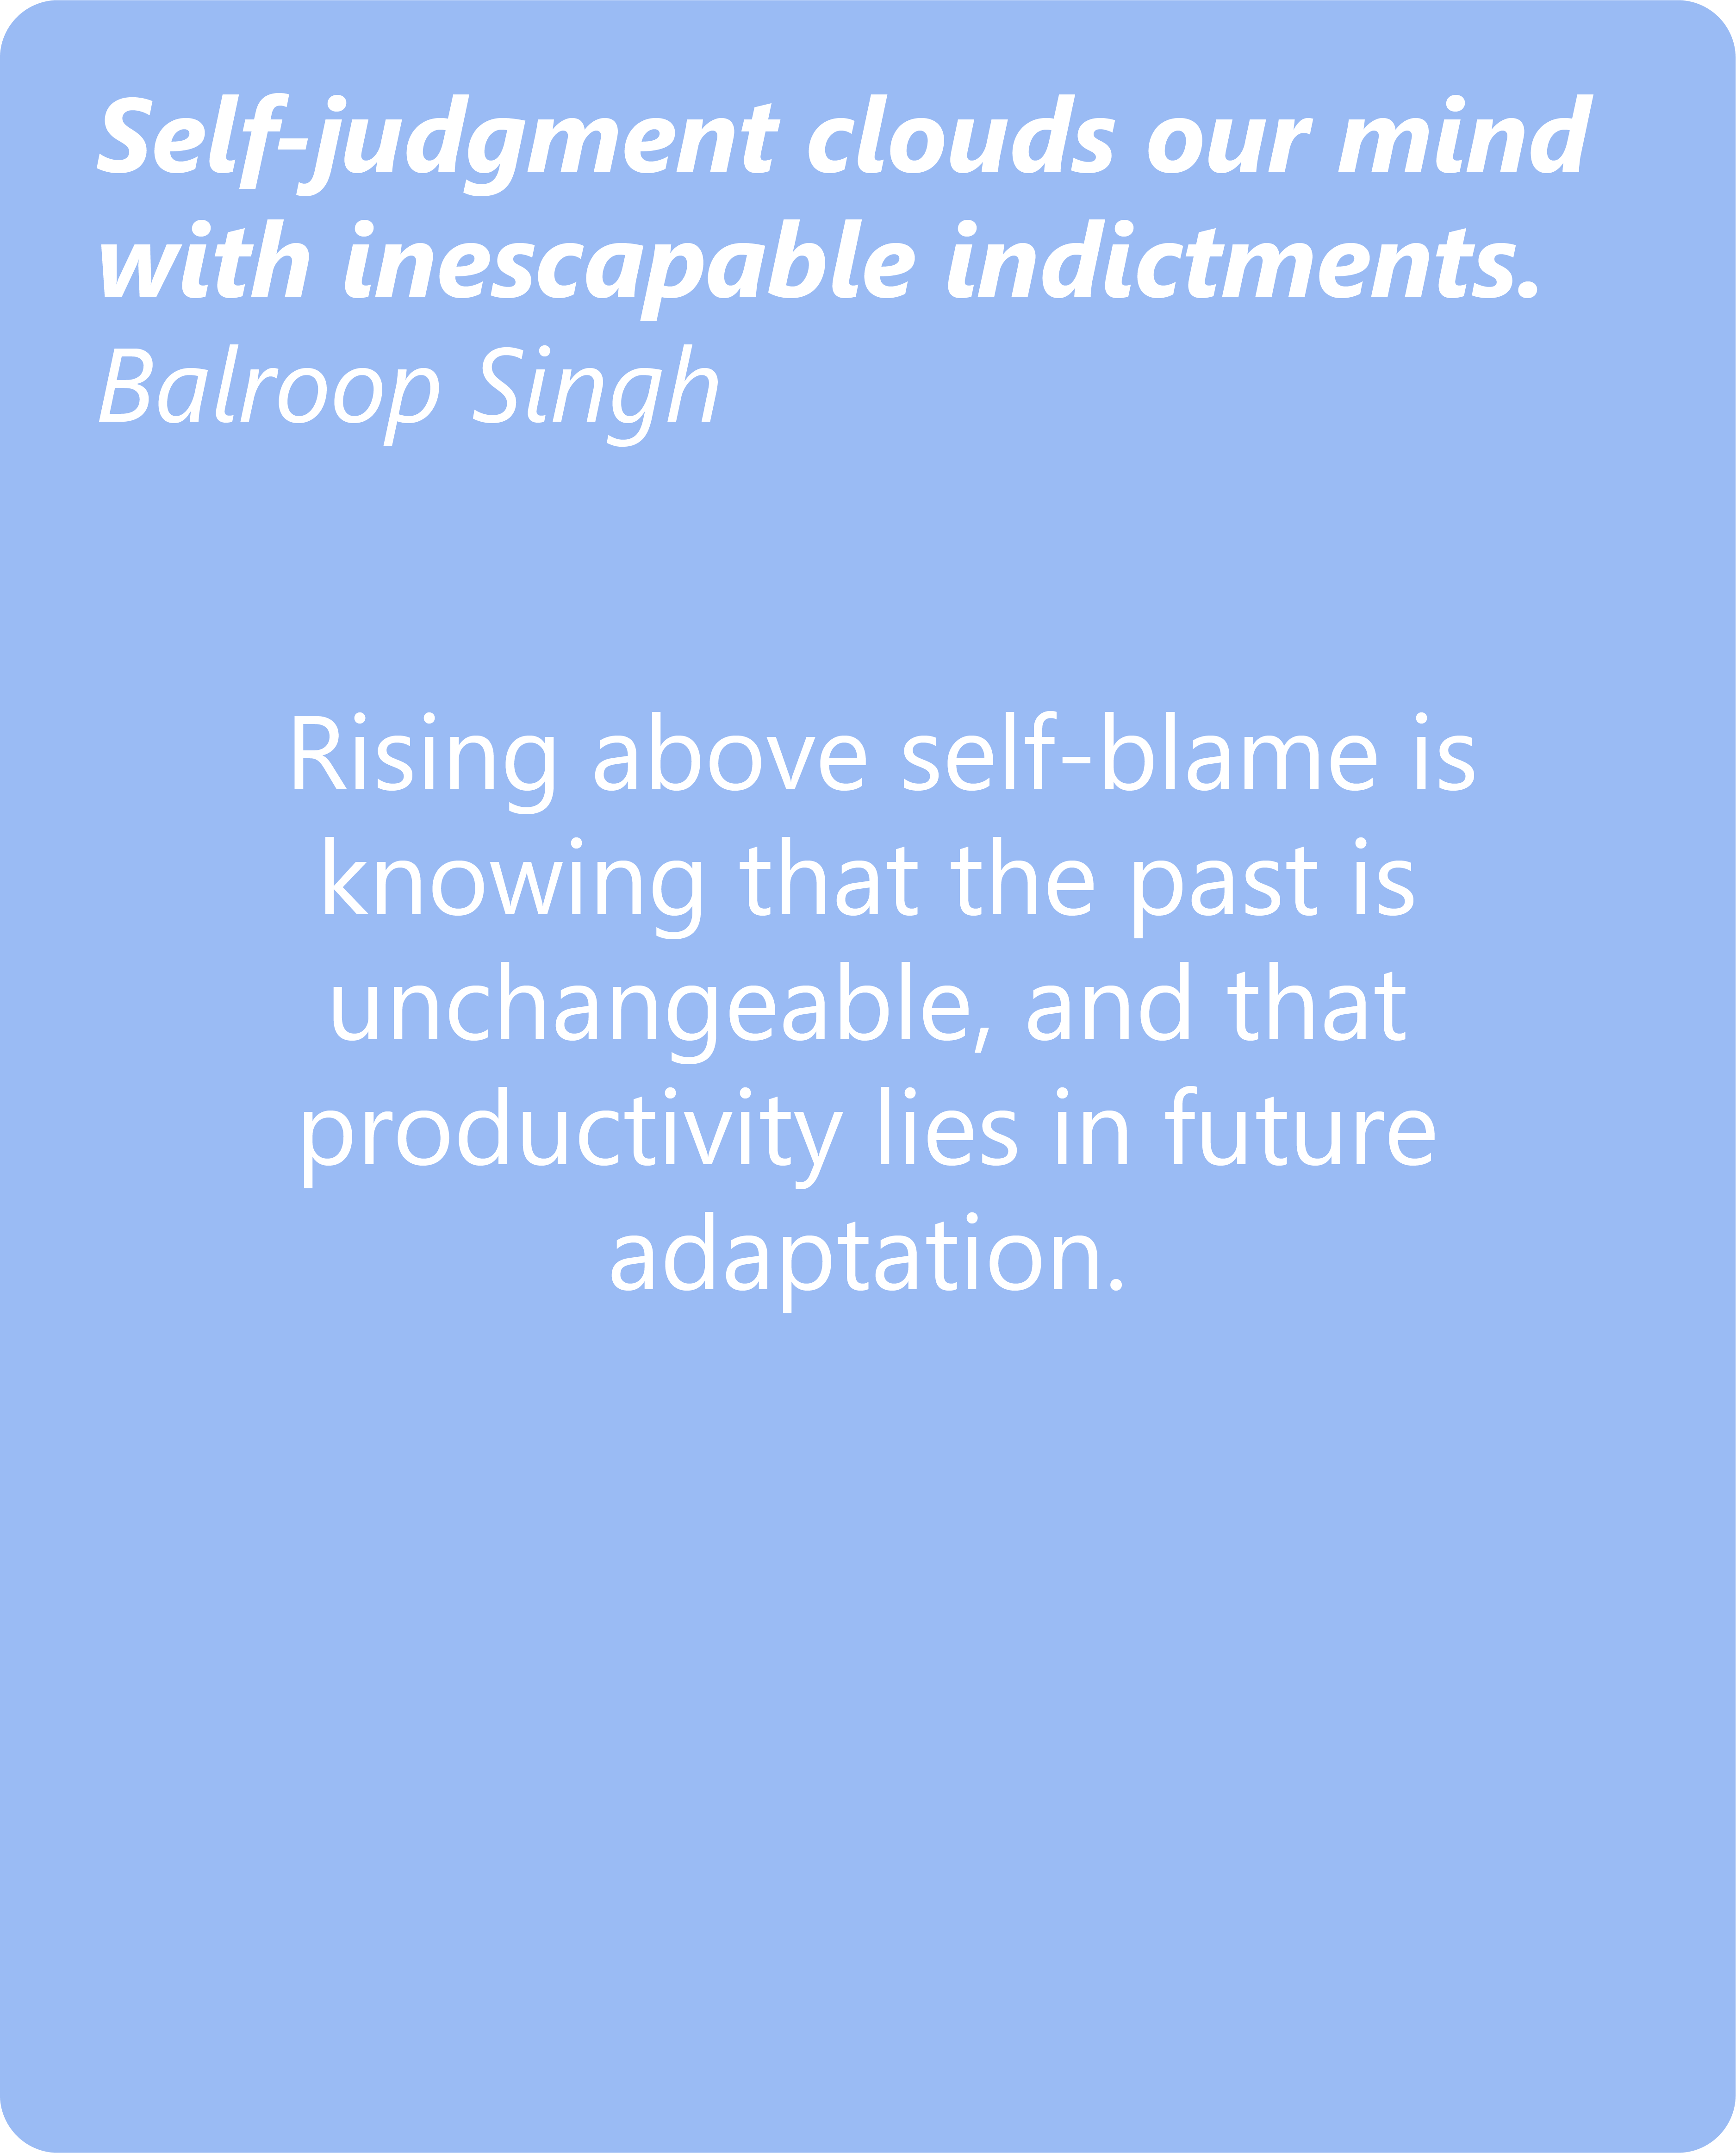 Self-judgment clouds our mind
with inescapable indictments.
Balroop Singh
Rising above self-blame is
knowing that the past is
unchangeable, and that
productivity lies in future
adaptation.